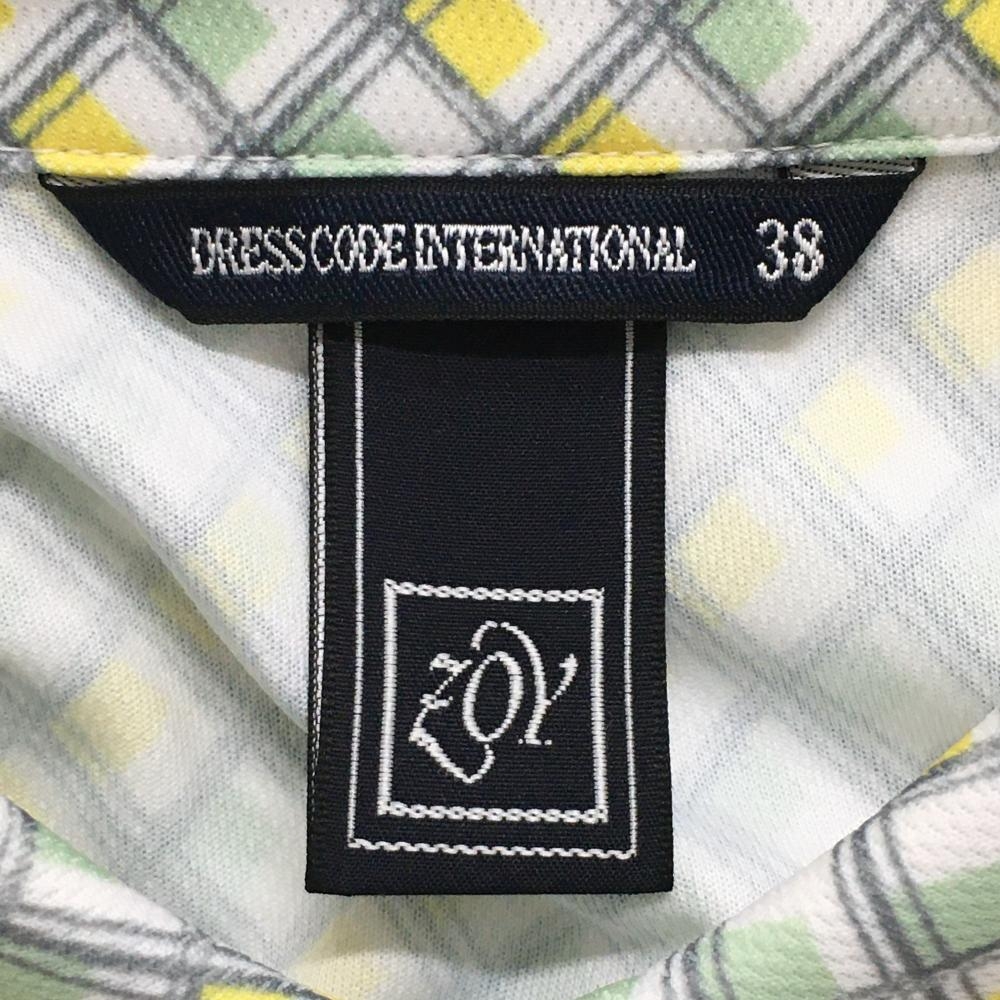 DRESS CODE INTERNATIONAL 38
ZOY